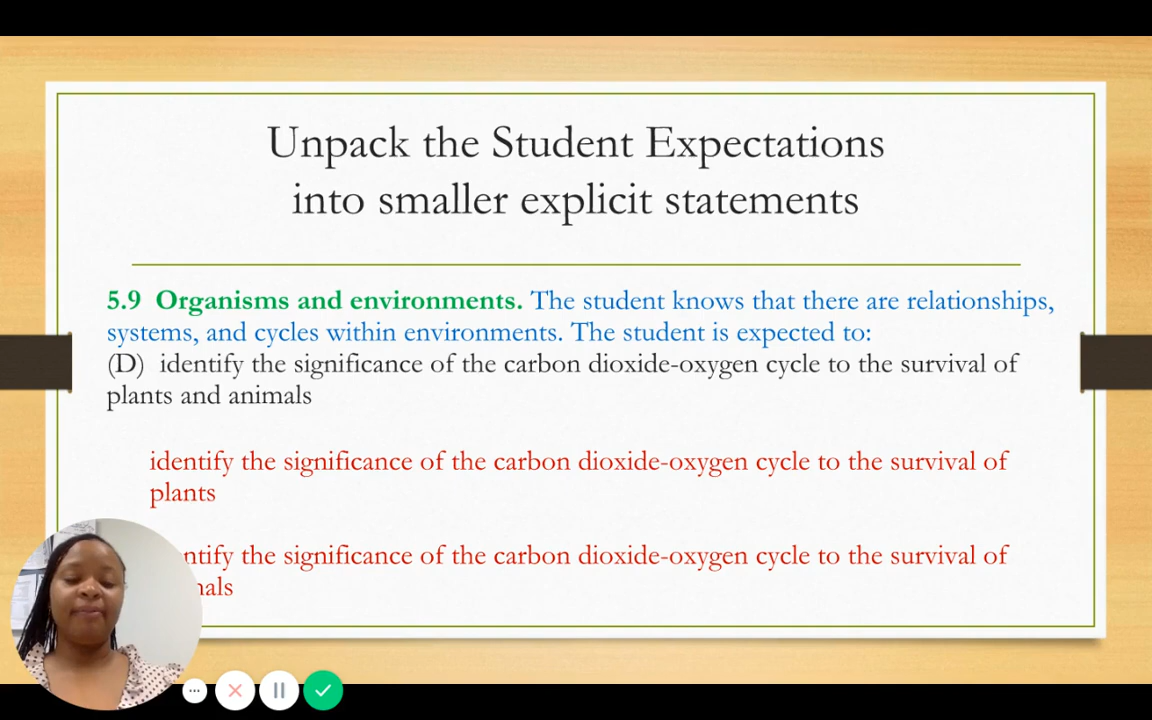 Unpack the Student Expectations
into smaller explicit statements
5.9 Organisms and environments. The student knows that there are relationships,
systems, and cycles within environments. The student is expected to:
(D) identify the significance of the carbon dioxide-oxygen cycle to the survival of
plants and animals
identify the significance of the carbon dioxide-oxygen cycle to the survival of
plants
ntify the significance of the carbon dioxide-oxygen cycle to the survival of
nals